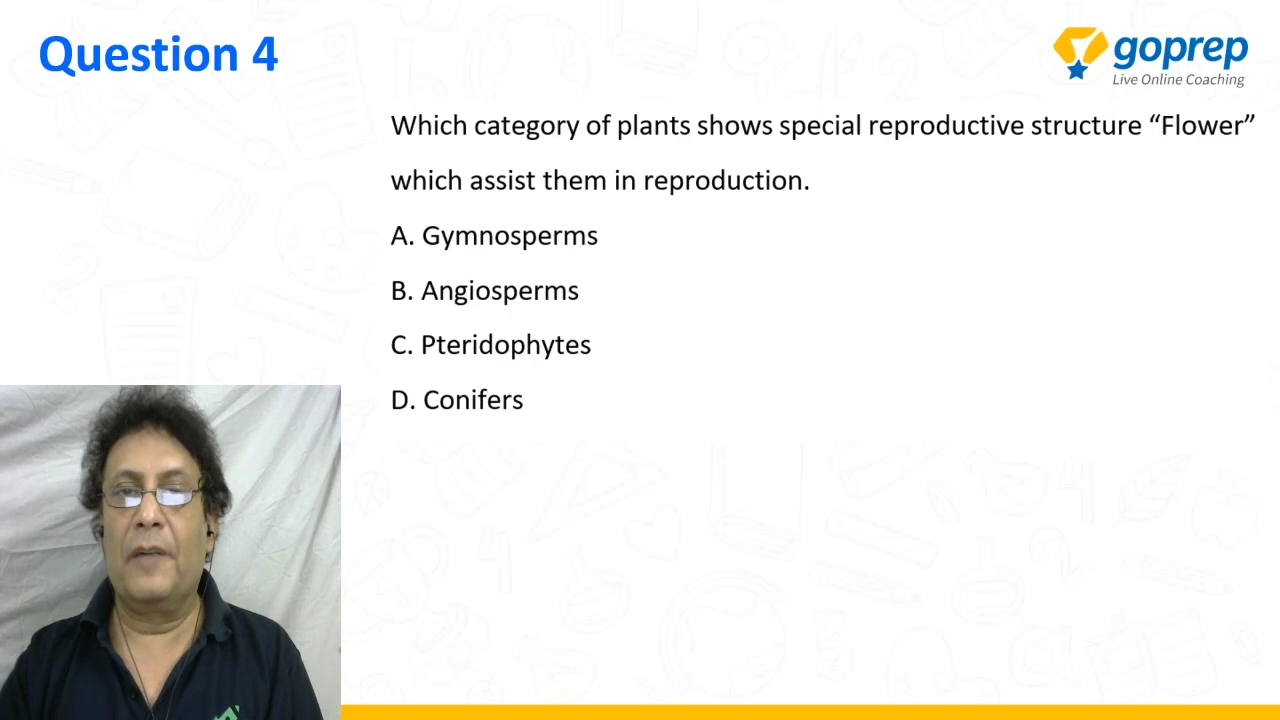 Question 4
goprep
Live Online Coaching
Which category of plants shows special reproductive structure “Flower”
which assist them in reproduction.
A. Gymnosperms
B. Angiosperms
C. Pteridophytes
D. Conifers